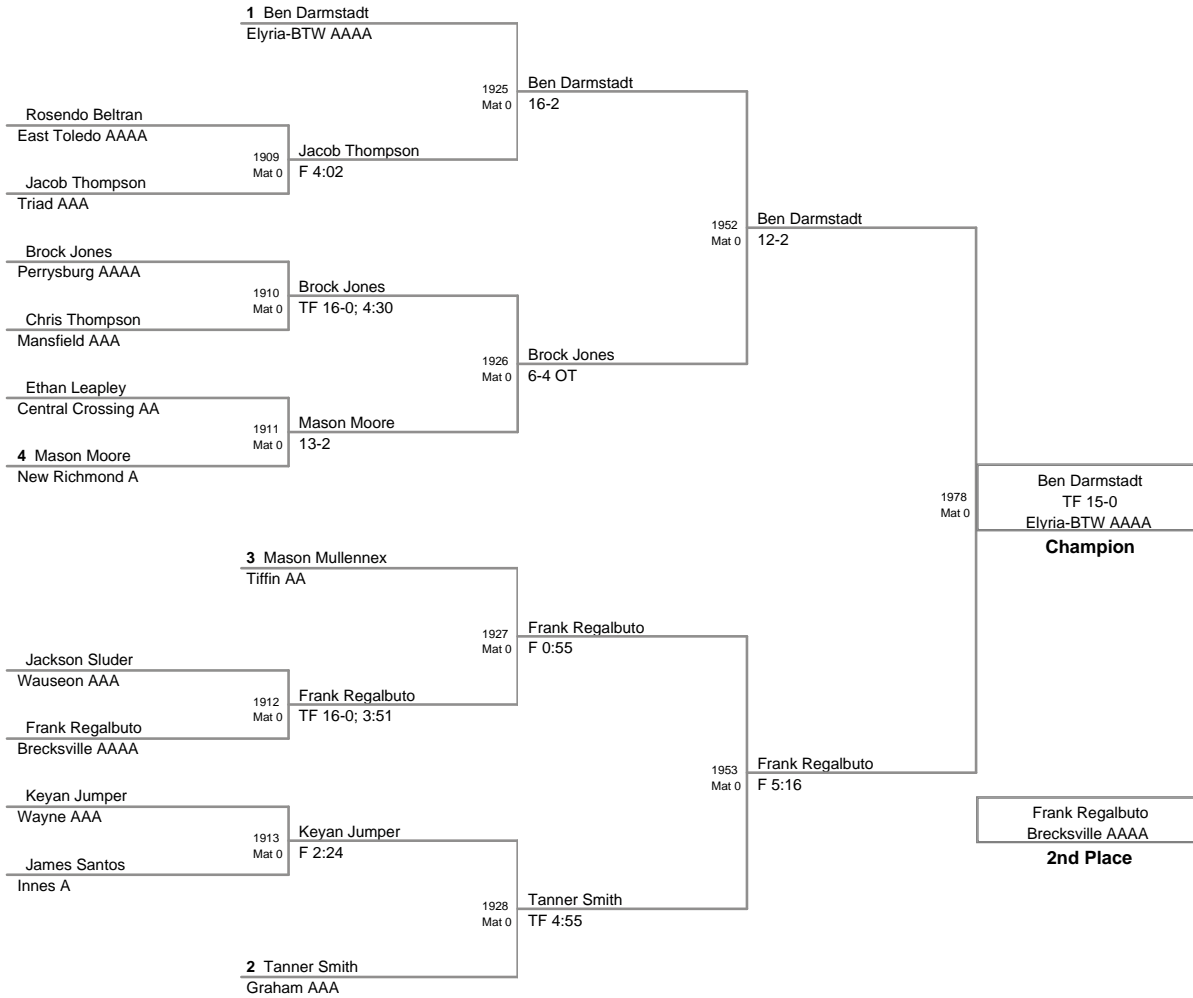 1 Ben Darmstadt
Elyria-BTW AAAA
1925
Mat 0
Ben Darmstadt
16-2
Rosendo Beltran
East Toledo AAAA
1909
Mat 0
Jacob Thompson
F 4:02
Jacob Thompson
Triad AAA
1952
Mat 0
Ben Darmstadt
12-2
Brock Jones
Perrysburg AAAA
1910
Mat 0
Brock Jones
TF 16-0; 4:30
Chris Thompson
Mansfield AAA
1926
Mat 0
Brock Jones
6-4 OT
Ethan Leapley
Central Crossing AA
1911
Mat 0
Mason Moore
13-2
4 Mason Moore
New Richmond A
1978
Mat 0
Ben Darmstadt
TF 15-0
Elyria-BTW AAAA
Champion
3 Mason Mullennex
Tiffin AA
1927
Mat 0
Frank Regalbuto
F 0:55
Jackson Sluder
Wauseon AAA
1912
Mat 0
Frank Regalbuto
TF 16-0; 3:51
Frank Regalbuto
Brecksville AAAA
1953
Mat 0
Frank Regalbuto
F 5:16
Keyan Jumper
Wayne AAA
1913
Mat 0
Keyan Jumper
F 2:24
James Santos
Innes A
Frank Regalbuto
Brecksville AAAA
2nd Place
1928
Mat 0
Tanner Smith
TF 4:55
2 Tanner Smith
Graham AAA